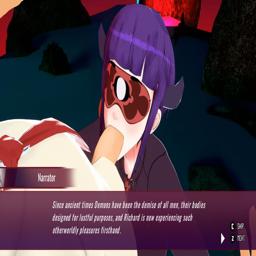 Narrator
Since ancient times Demons have been the demise of all men, their bodies
designed for lustful purposes, and Richard is now experiencing such
otherworldly pleasures firsthand.
C SKIP
Z NEXT